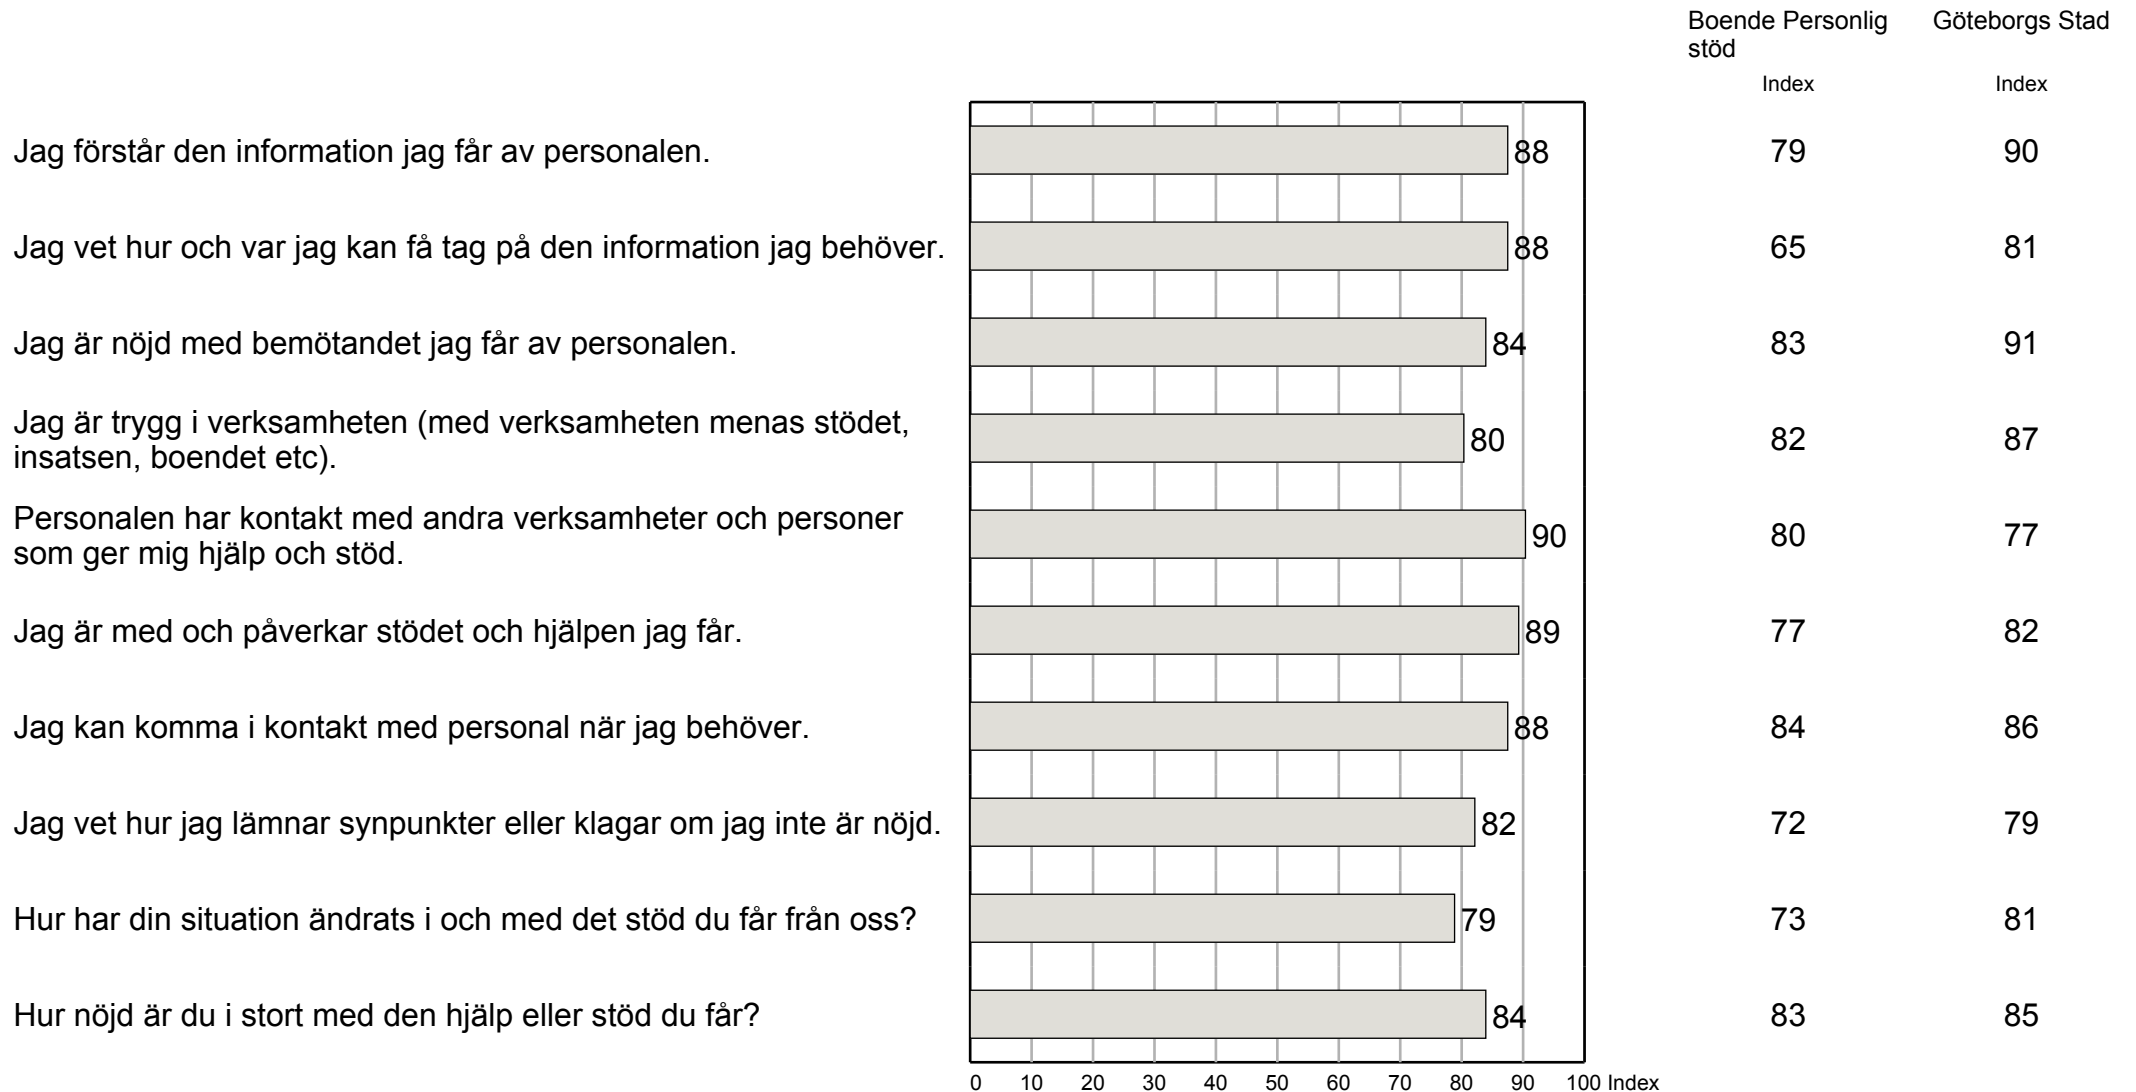 Boende Personlig Göteborgs Stad
stöd
Index Index
Jag förstår den information jag får av personalen. 88 79 90
Jag vet hur och var jag kan få tag på den information jag behöver. 88 65 81
Jag är nöjd med bemötandet jag får av personalen. 84 83 91
Jag är trygg i verksamheten (med verksamheten menas stödet,
insatsen, boendet etc). 80 82 87
Personalen har kontakt med andra verksamheter och personer
som ger mig hjälp och stöd. 90 80 77
Jag är med och påverkar stödet och hjälpen jag får. 89 77 82
Jag kan komma i kontakt med personal när jag behöver. 88 84 86
Jag vet hur jag lämnar synpunkter eller klagar om jag inte är nöjd. 82 72 79
Hur har din situation ändrats i och med det stöd du får från oss? 79 73 81
Hur nöjd är du i stort med den hjälp eller stöd du får? 84 83 85
0 10 20 30 40 50 60 70 80 90 100 Index